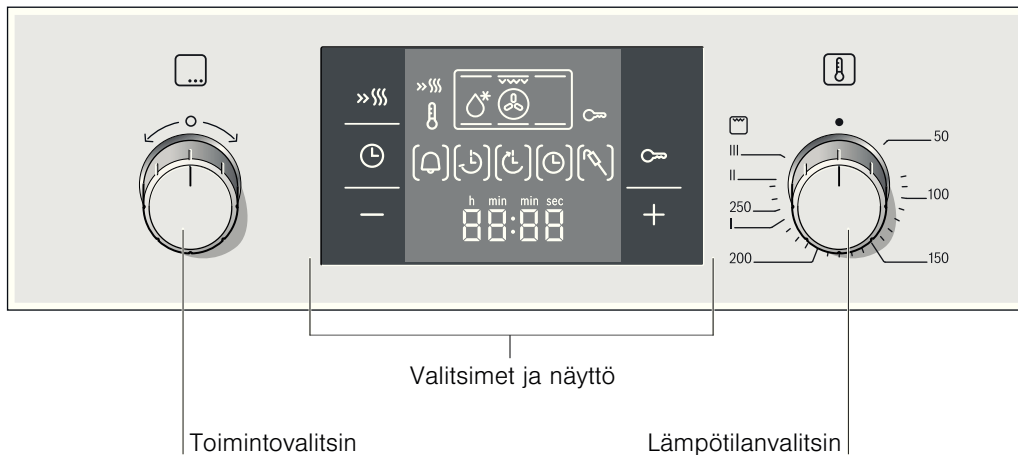 h min min sec
88:88
50
100
150
200
250
I
II
III
Valitsimet ja näyttö
Toimintovalitsin
Lämpötilanvalitsin